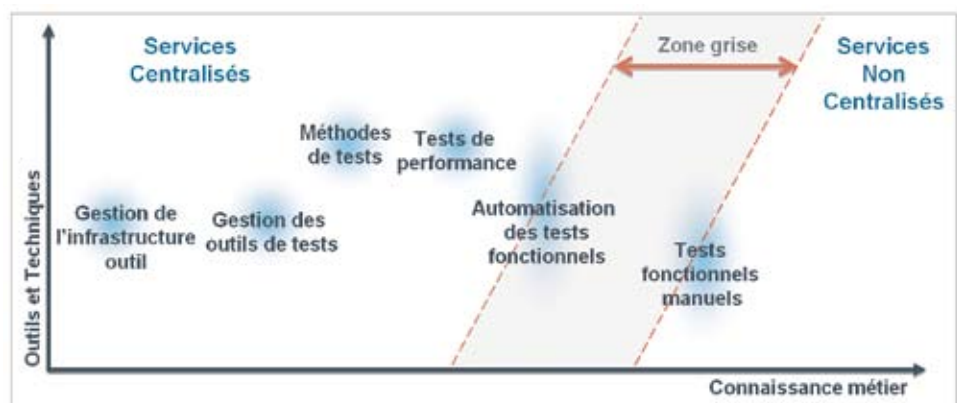 Services
Centralisés
Zone grise
Services
Non
Centralisés
Méthodes
de tests
Tests de
performance
Gestion de
l'infrastructure
outil
Gestion des
outils de tests
Automatisation
des tests
fonctionnels
Tests
fonctionnels
manuels
Outils et Techniques
Connaissance métier